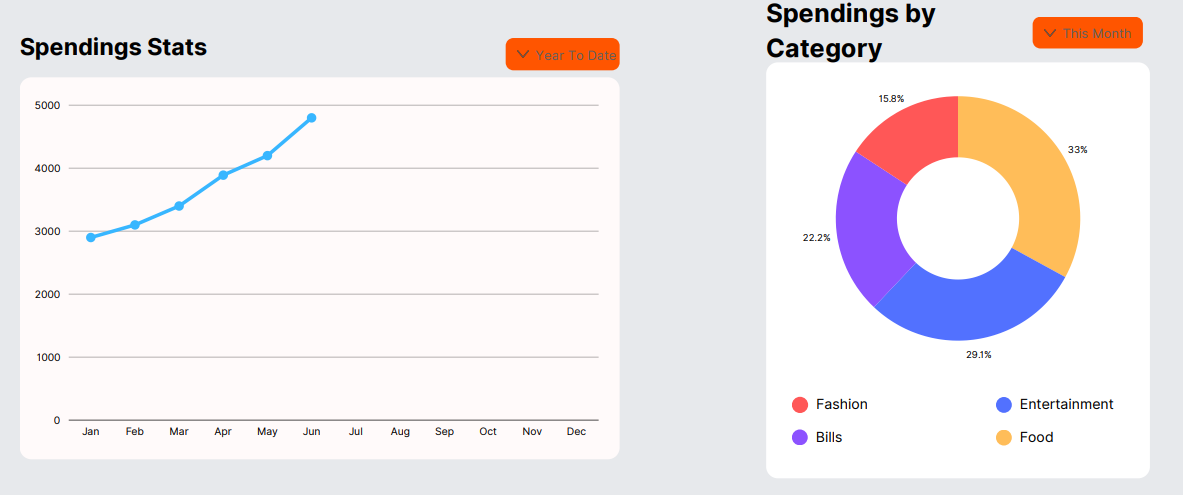 Spendings Stats
Year To Date
5000
4000
3000
2000
1000
0
Jan Feb Mar Apr May Jun Jul Aug Sep Oct Nov Dec
Spendings by
Category
This Month
15.8%
33%
22.2%
29.1%
Fashion
Entertainment
Bills
Food